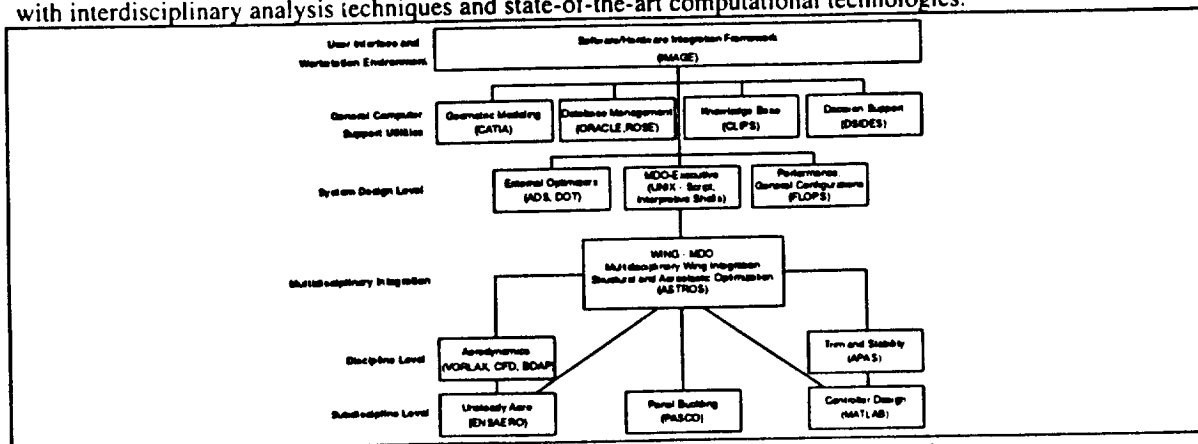 with interdisciplinary analysis techniques and state-of-the-art computational technologies.
User Interface and
Workstation Environment
Software/Hardware Integration Framework
(IMAGE)
General Computer
Support Utilities
Geometric Modeling
(CATIA)
Database Management
(ORACLE,ROSE)
Knowledge Base
(CLIPS)
Decision Support
(DSIDES)
System Design Level
External Optimizers
(ADS, DOT)
MDO-Executive
(UNIX - Script,
Interpretive Shells)
Performance,
General Configurations
(FLOPS)
Multidisciplinary Integration
WING - MDO
Multidisciplinary Wing Integration
Structural and Aeroelastic Optimization
(ASTROS)
Discipline Level
Aerodynamics
(VORLAX, CFD, BDAP)
Trim and Stability
(APAS)
Subdiscipline Level
Unsteady Aero
(ENSAERO)
Panel Buckling
(PASCO)
Controller Design
(MATLAB)